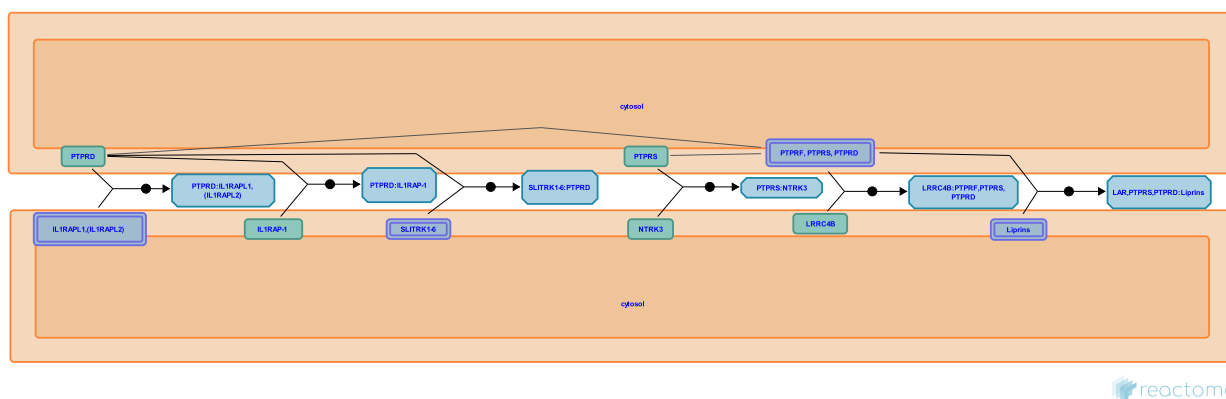 cytosol
PTPRD
PTPRS
PTPRF, PTPRS, PTPRD
PTPRD:IL1RAPL1,
(IL1RAPL2)
PTPRD:IL1RAP-1
SLITRK1-6:PTPRD
PTPRS:NTRK3
LRRC4B:PTPRF,PTPRS,
PTPRD
LAR,PTPRS,PTPRD:Liprins
IL1RAPL1,(IL1RAPL2)
IL1RAP-1
SLITRK1-6
NTRK3
LRRC4B
Liprins
cytosol
reactome